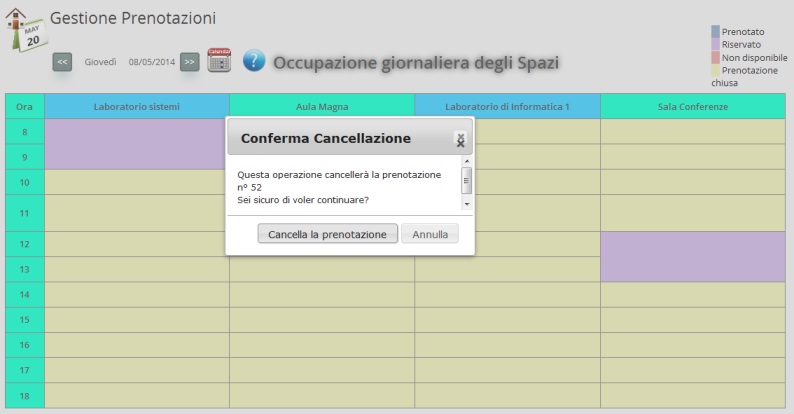 Gestione Prenotazioni
MAY
20
<<
Giovedì
08/05/2014
>>
Calendar
?
Occupazione giornaliera degli Spazi
Prenotato
Riservato
Non disponibile
Prenotazione
chiusa
Ora
Laboratorio sistemi
Aula Magna
Laboratorio di Informatica 1
Sala Conferenze
8
9
10
11
12
13
14
15
16
17
18
Conferma Cancellazione
Questa operazione cancellerà la prenotazione
n° 52
Sei sicuro di voler continuare?
Cancella la prenotazione
Annulla